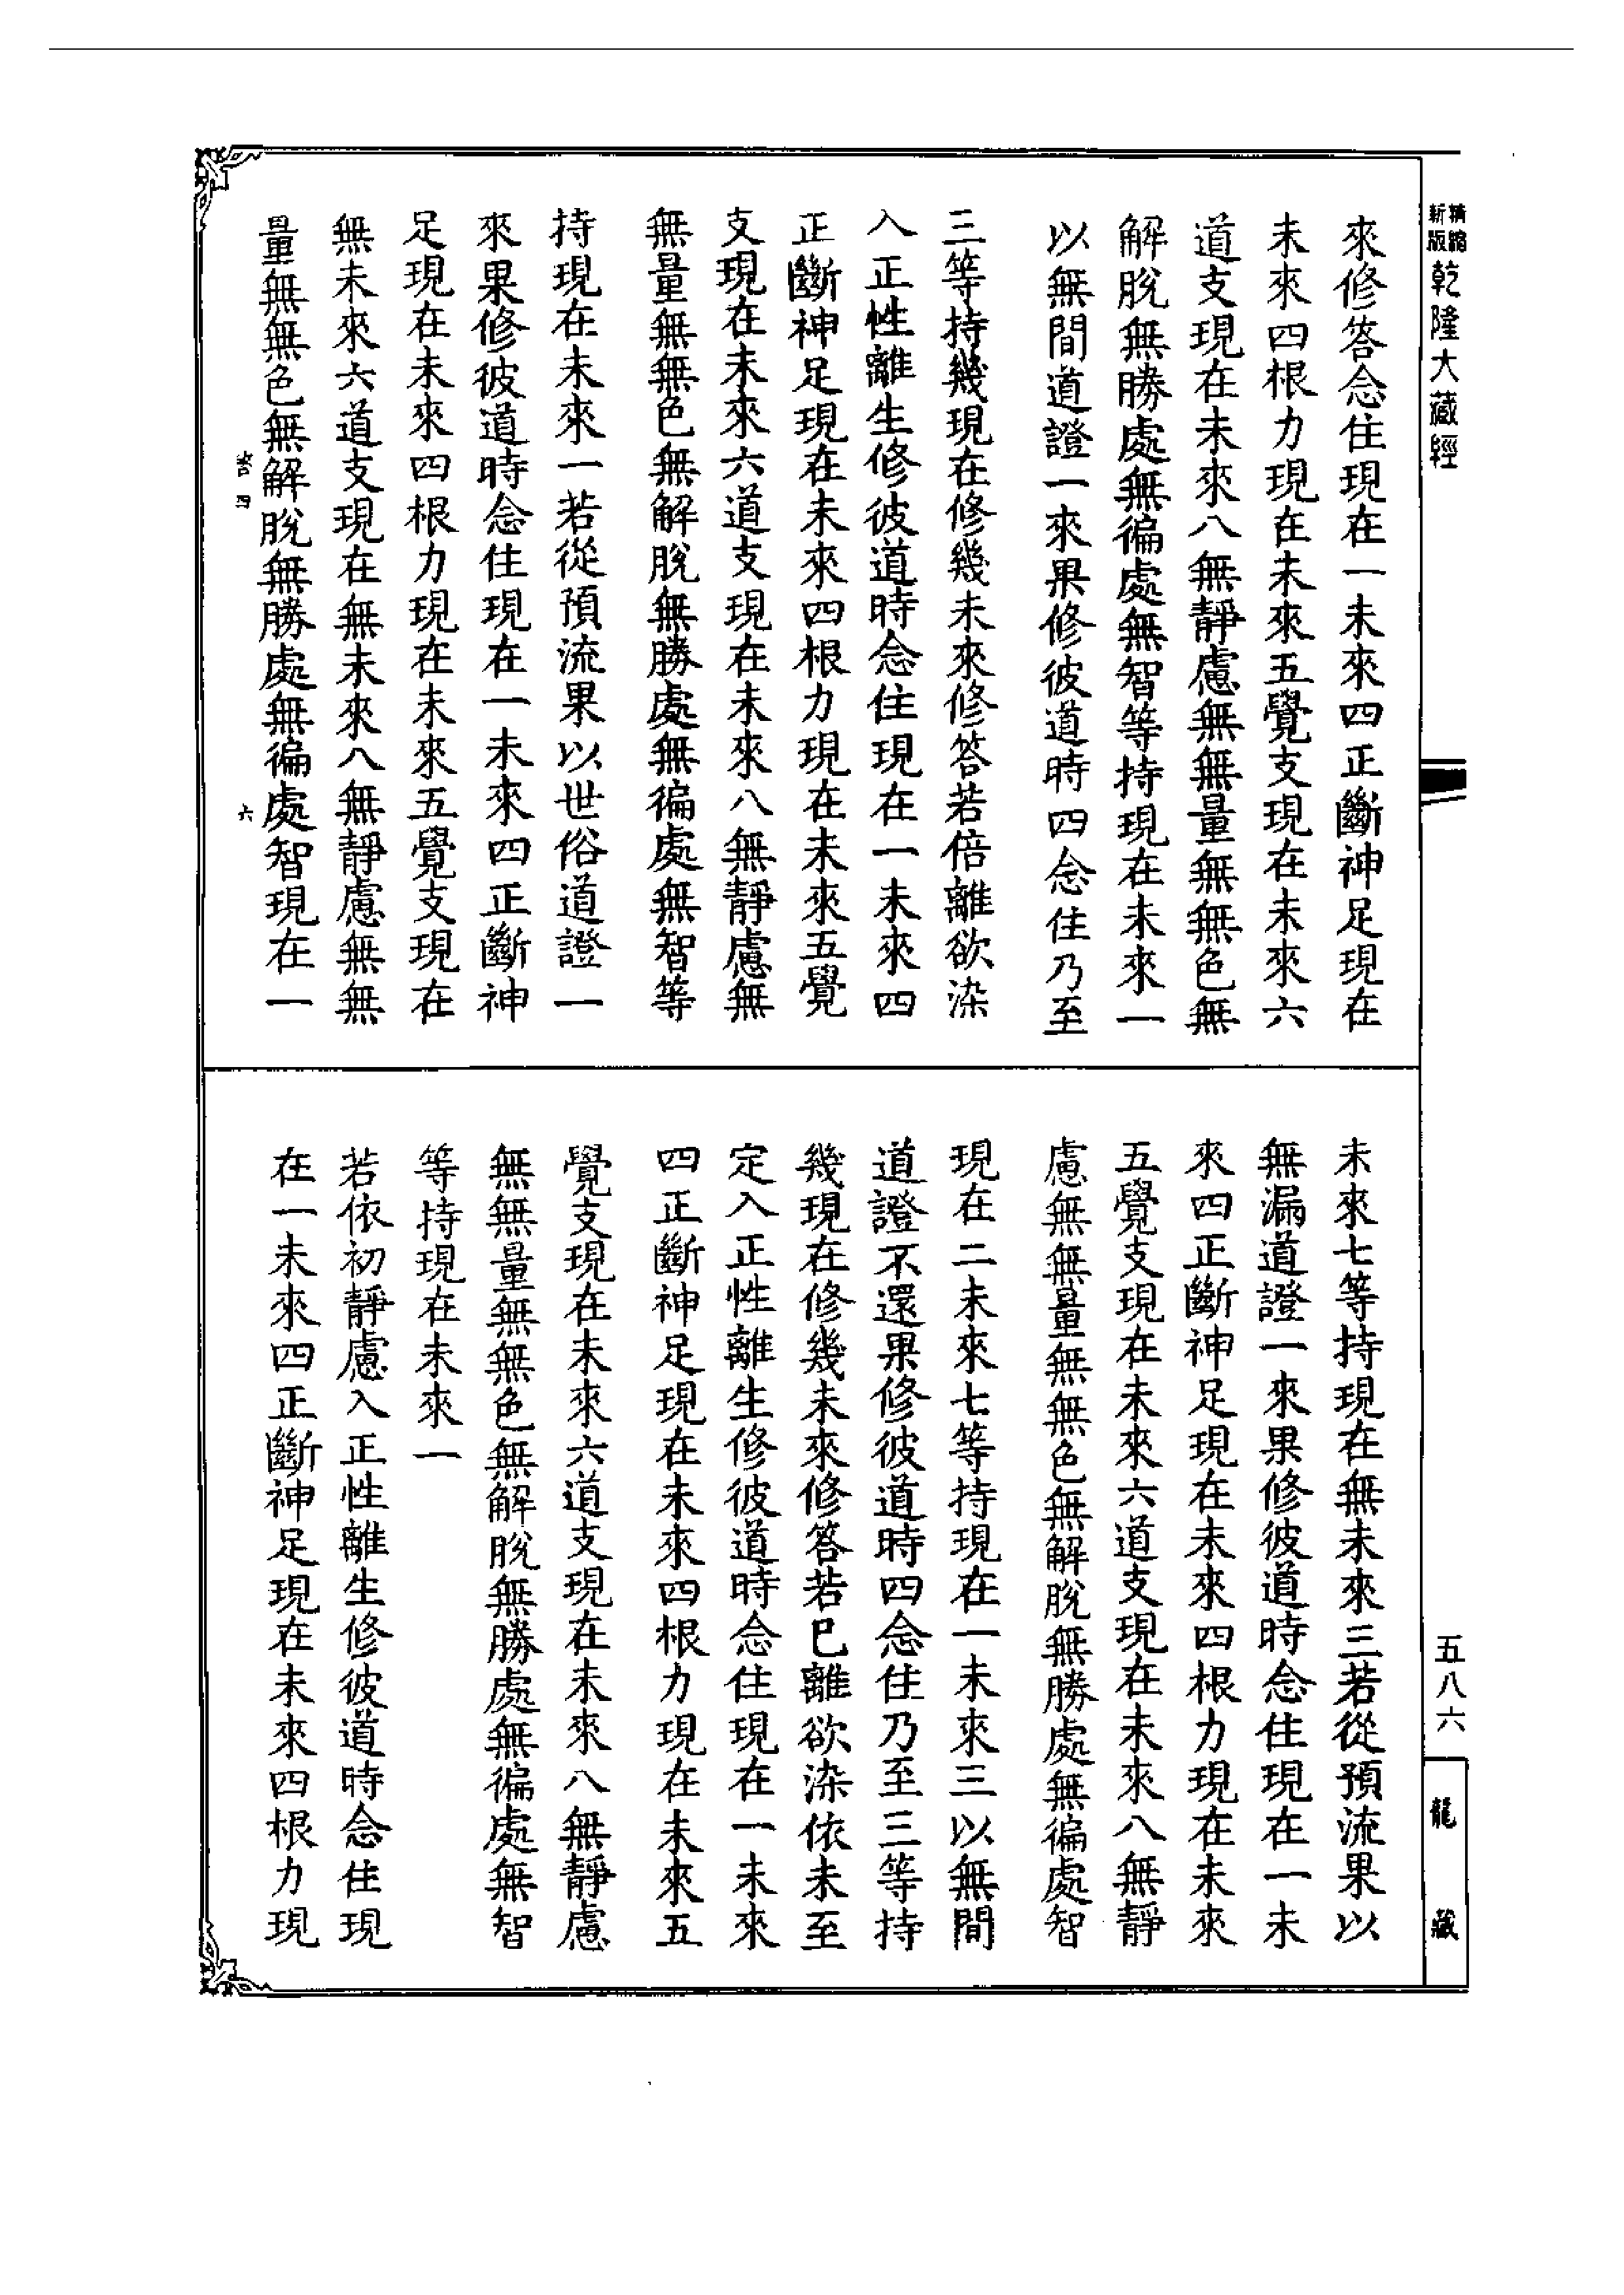 精縮新版乾隆大藏經
來修答念住現在一未來四正斷神足現在
未來四根力現在未來五覺支現在未來六
道支現在未來八無靜慮無無量無無色無
解脫無勝處無徧處無智等持現在未來一
以無間道證一來果修彼道時四念住乃至
三等持幾現在修幾未來修答若倍離欲染
入正性離生修彼道時念住現在一未來四
正斷神足現在未來四根力現在未來五覺
支現在未來六道支現在未來八無靜慮無
無量無無色無解脫無勝處無徧處無智等
持現在未來一若從預流果以世俗道證一
來果修彼道時念住現在一未來四正斷神
足現在未來四根力現在未來五覺支現在
無未來六道支現在無未來八無靜慮無無
量無無色無解脫無勝處無徧處智現在一
荅四 六
未來七等持現在無未來三若從預流果以
無漏道證一來果修彼道時念住現在一未
來四正斷神足現在未來四根力現在未來
五覺支現在未來六道支現在未來八無靜
慮無無量無無色無解脫無勝處無徧處智
現在二未來七等持現在一未來三以無間
道證不還果修彼道時四念住乃至三等持
幾現在修幾未來修答若已離欲染依未至
定入正性離生修彼道時念住現在一未來
四正斷神足現在未來四根力現在未來五
覺支現在未來六道支現在未來八無靜慮
無無量無無色無解脫無勝處無徧處無智
等持現在未來一
若依初靜慮入正性離生修彼道時念住現
在一未來四正斷神足現在未來四根力現
五八六
龍藏